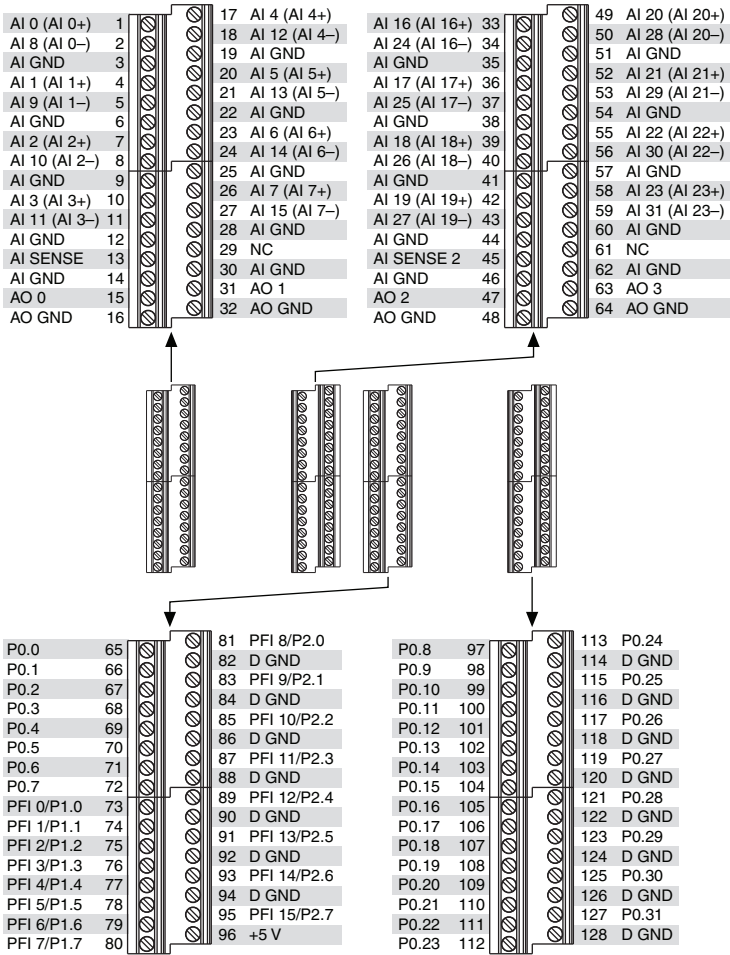 AI 0 (AI 0+) 1
AI 8 (AI 0–) 2
AI GND 3
AI 1 (AI 1+) 4
AI 9 (AI 1–) 5
AI GND 6
AI 2 (AI 2+) 7
AI 10 (AI 2–) 8
AI GND 9
AI 3 (AI 3+) 10
AI 11 (AI 3–) 11
AI GND 12
AI SENSE 13
AI GND 14
AO 0 15
AO GND 16
17 AI 4 (AI 4+)
18 AI 12 (AI 4–)
19 AI GND
20 AI 5 (AI 5+)
21 AI 13 (AI 5–)
22 AI GND
23 AI 6 (AI 6+)
24 AI 14 (AI 6–)
25 AI GND
26 AI 7 (AI 7+)
27 AI 15 (AI 7–)
28 AI GND
29 NC
30 AI GND
31 AO 1
32 AO GND
AI 16 (AI 16+) 33
AI 24 (AI 16–) 34
AI GND 35
AI 17 (AI 17+) 36
AI 25 (AI 17–) 37
AI GND 38
AI 18 (AI 18+) 39
AI 26 (AI 18–) 40
AI GND 41
AI 19 (AI 19+) 42
AI 27 (AI 19–) 43
AI GND 44
AI SENSE 2 45
AI GND 46
AO 2 47
AO GND 48
49 AI 20 (AI 20+)
50 AI 28 (AI 20–)
51 AI GND
52 AI 21 (AI 21+)
53 AI 29 (AI 21–)
54 AI GND
55 AI 22 (AI 22+)
56 AI 30 (AI 22–)
57 AI GND
58 AI 23 (AI 23+)
59 AI 31 (AI 23–)
60 AI GND
61 NC
62 AI GND
63 AO 3
64 AO GND
P0.0 65
P0.1 66
P0.2 67
P0.3 68
P0.4 69
P0.5 70
P0.6 71
P0.7 72
PFI 0/P1.0 73
PFI 1/P1.1 74
PFI 2/P1.2 75
PFI 3/P1.3 76
PFI 4/P1.4 77
PFI 5/P1.5 78
PFI 6/P1.6 79
PFI 7/P1.7 80
81 PFI 8/P2.0
82 D GND
83 PFI 9/P2.1
84 D GND
85 PFI 10/P2.2
86 D GND
87 PFI 11/P2.3
88 D GND
89 PFI 12/P2.4
90 D GND
91 PFI 13/P2.5
92 D GND
93 PFI 14/P2.6
94 D GND
95 PFI 15/P2.7
96 +5 V
P0.8 97
P0.9 98
P0.10 99
P0.11 100
P0.12 101
P0.13 102
P0.14 103
P0.15 104
P0.16 105
P0.17 106
P0.18 107
P0.19 108
P0.20 109
P0.21 110
P0.22 111
P0.23 112
113 P0.24
114 D GND
115 P0.25
116 D GND
117 P0.26
118 D GND
119 P0.27
120 D GND
121 P0.28
122 D GND
123 P0.29
124 D GND
125 P0.30
126 D GND
127 P0.31
128 D GND